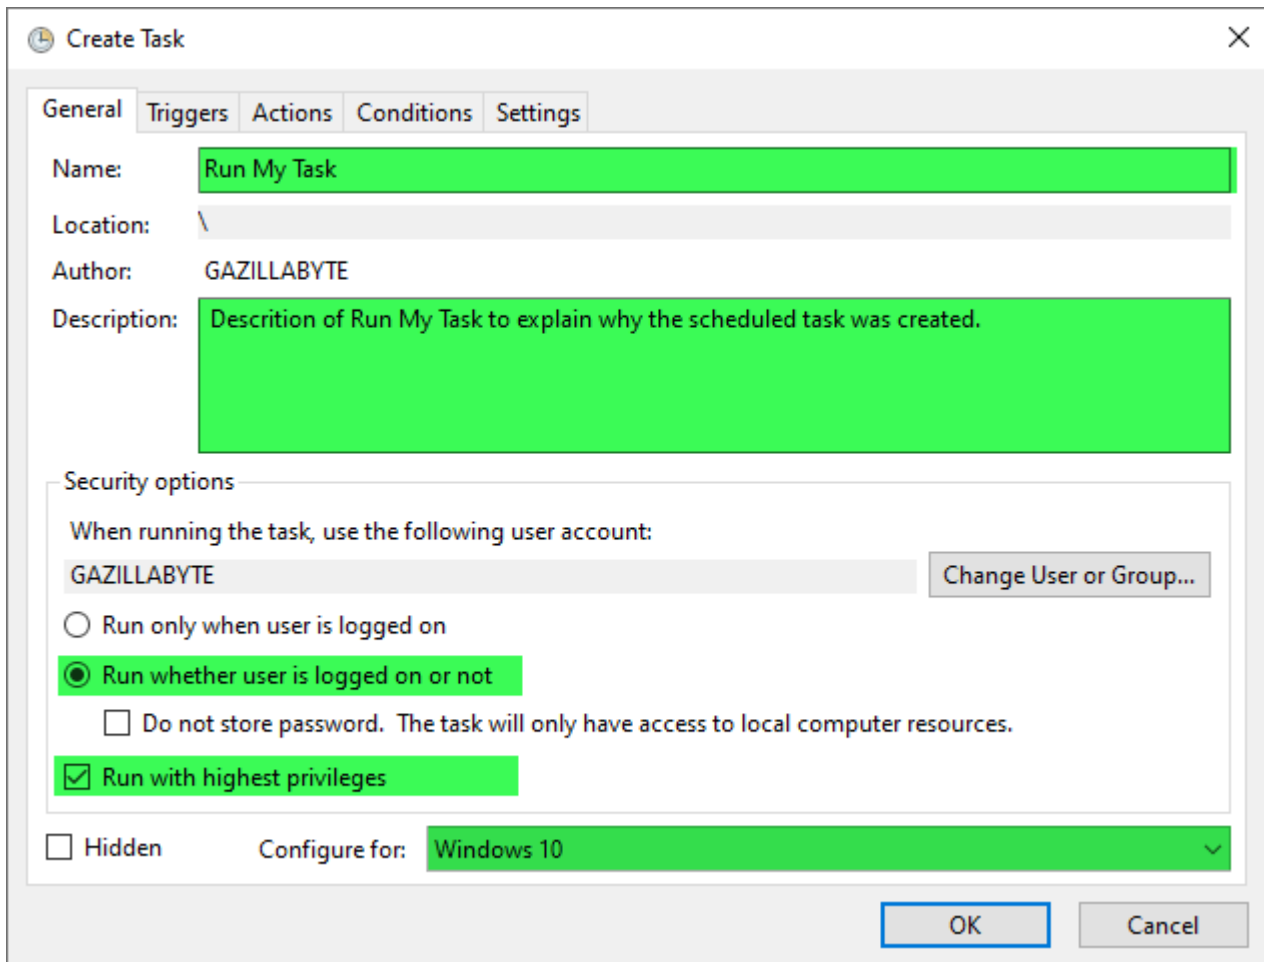 Create Task
General Triggers Actions Conditions Settings
Name: Run My Task
Location: \
Author: GAZILLABYTE
Description: Descrition of Run My Task to explain why the scheduled task was created.
Security options
When running the task, use the following user account:
GAZILLABYTE Change User or Group...
Run only when user is logged on
Run whether user is logged on or not
Do not store password. The task will only have access to local computer resources.
Run with highest privileges
Hidden Configure for: Windows 10
OK Cancel